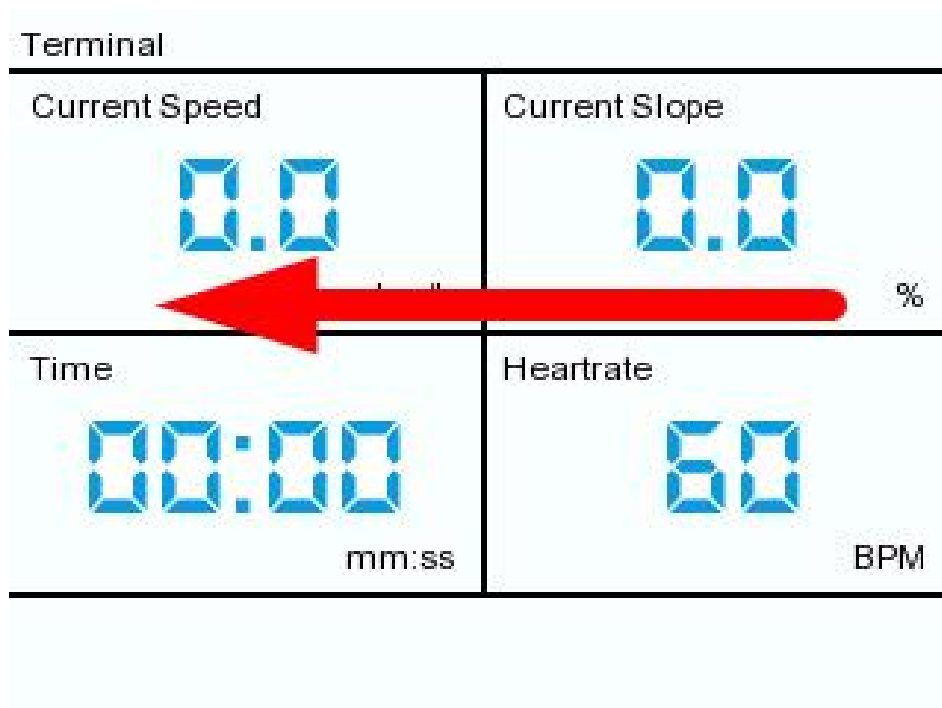 Terminal
Current Speed
0.0
Current Slope
0.0
%
Time
00:00
mm:ss
Heartrate
60
BPM